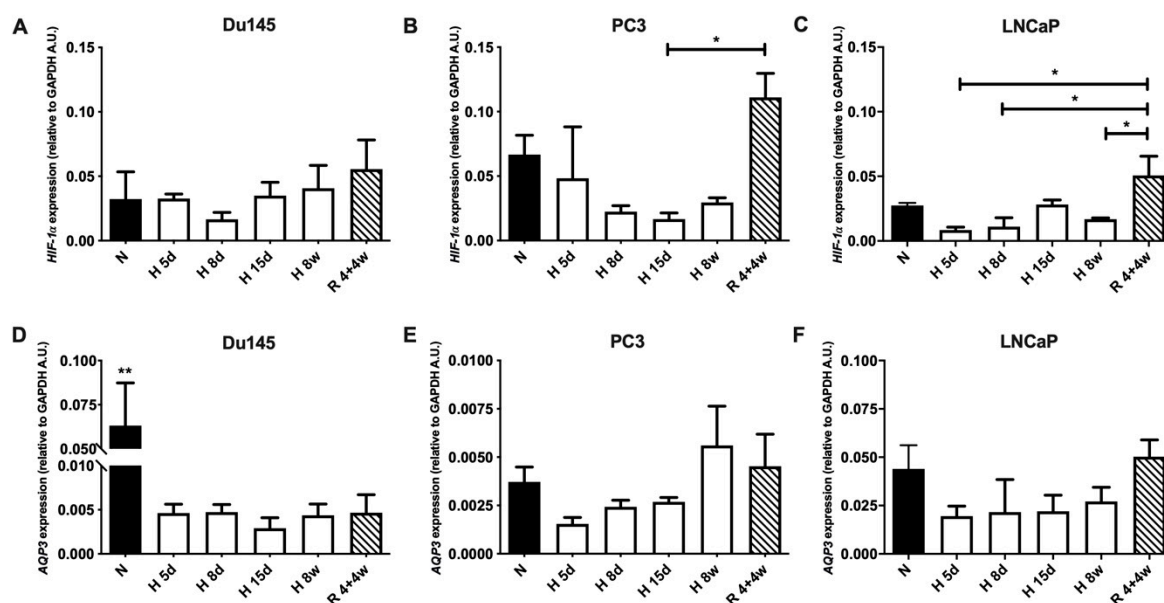 A
Du145
HIF-1α expression (relative to GAPDH A.U.)
0.15
0.10
0.05
0.00
N
H 5d
H 8d
H 15d
H 8w
R 4+4w
B
PC3
HIF-1α expression (relative to GAPDH A.U.)
0.15
0.10
0.05
0.00
*
N
H 5d
H 8d
H 15d
H 8w
R 4+4w
C
LNCaP
HIF-1α expression (relative to GAPDH A.U.)
0.15
0.10
0.05
0.00
*
*
*
N
H 5d
H 8d
H 15d
H 8w
R 4+4w
D
Du145
AQP3 expression (relative to GAPDH A.U.)
0.100
0.075
0.050
0.010
0.005
0.000
**
N
H 5d
H 8d
H 15d
H 8w
R 4+4w
E
PC3
AQP3 expression (relative to GAPDH A.U.)
0.0100
0.0075
0.0050
0.0025
0.0000
N
H 5d
H 8d
H 15d
H 8w
R 4+4w
F
LNCaP
AQP3 expression (relative to GAPDH A.U.)
0.100
0.075
0.050
0.025
0.000
N
H 5d
H 8d
H 15d
H 8w
R 4+4w